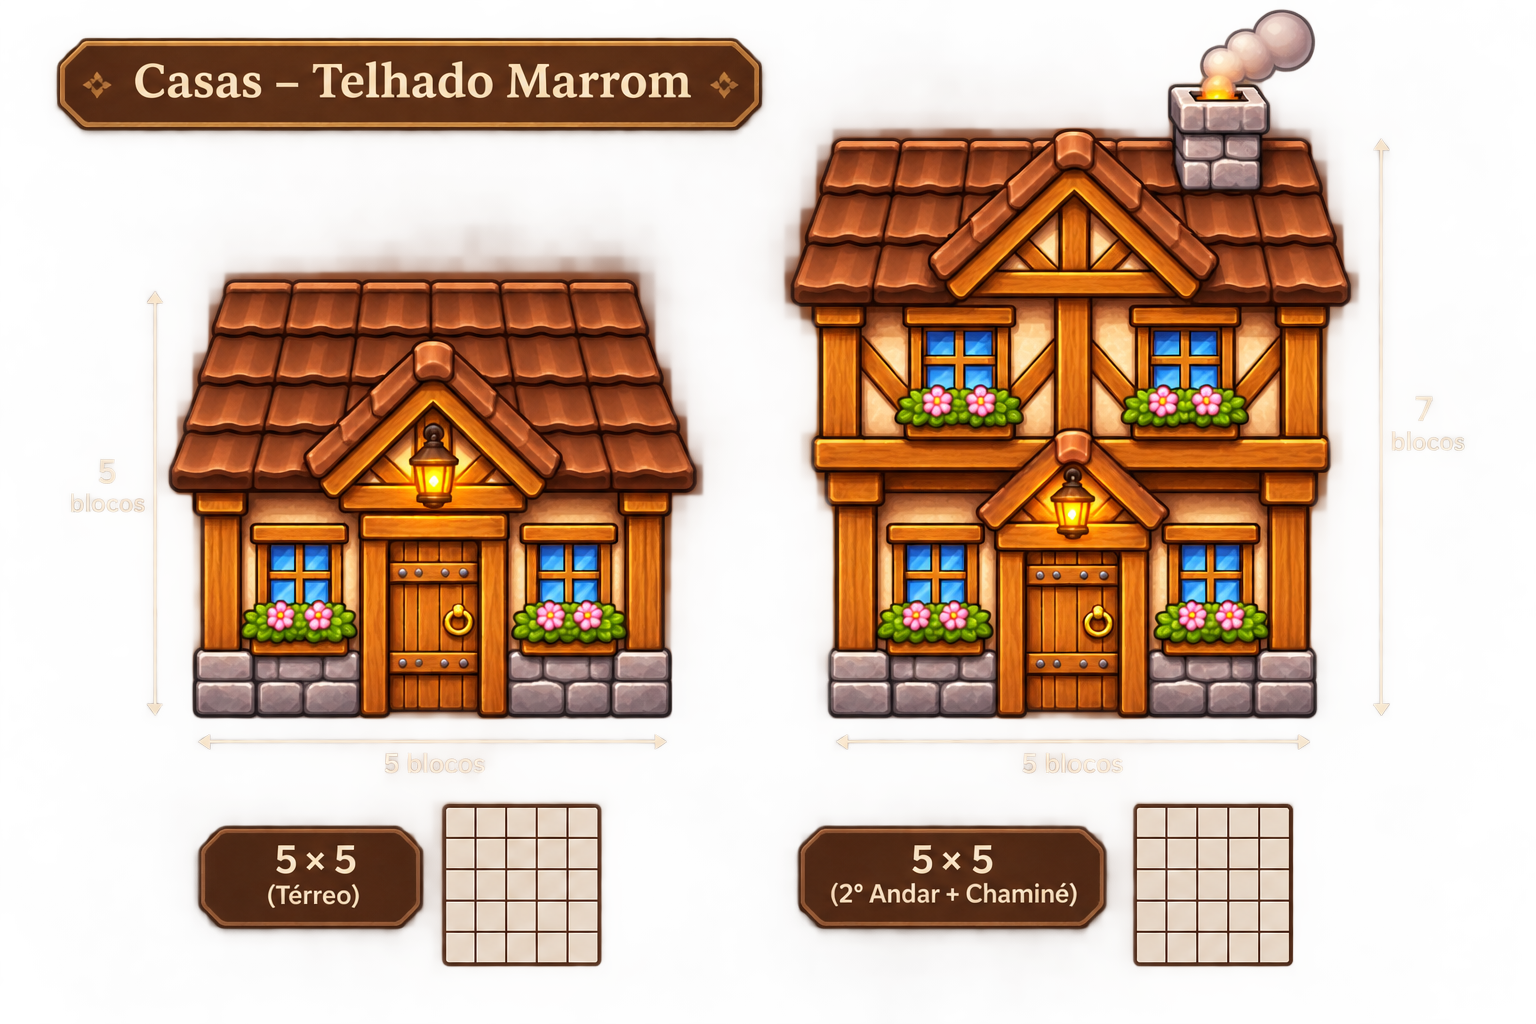 Casas – Telhado Marrom
5
blocos
7
blocos
5 blocos
5 blocos
5 × 5
(Térreo)
5 × 5
(2º Andar + Chaminé)